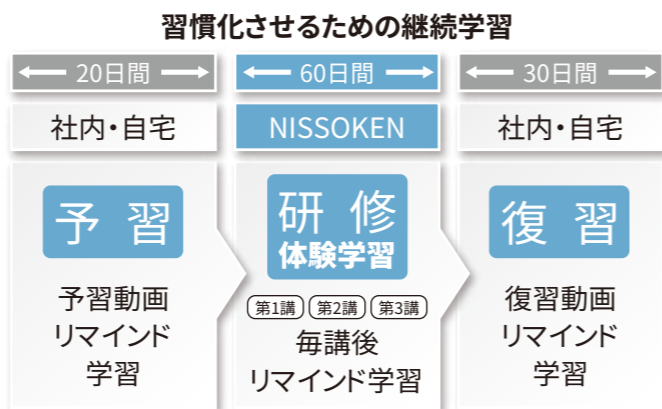 習慣化させるための継続学習
20日間
60日間
30日間
社内・自宅
NISSOKEN
社内・自宅
予習
予習動画
リマインド
学習
研修
体験学習
第1講 第2講 第3講
毎講後
リマインド学習
復習
復習動画
リマインド
学習